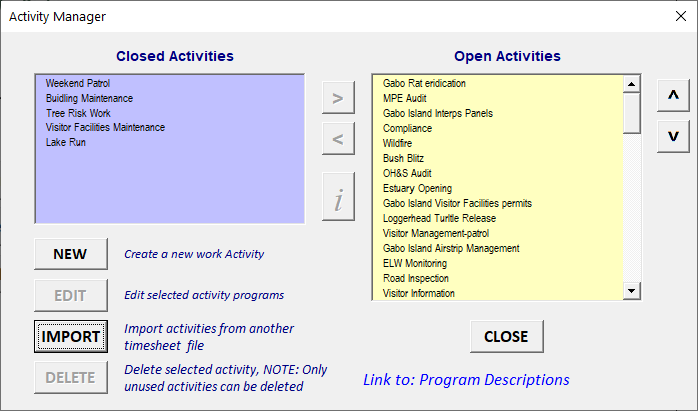 Activity Manager
Closed Activities
Weekend Patrol
Buidling Maintenance
Tree Risk Work
Visitor Facilities Maintenance
Lake Run
>
<
i
Open Activities
Gabo Rat eridication
MPE Audit
Gabo Island Interps Panels
Compliance
Wildfire
Bush Blitz
OH&S Audit
Estuary Opening
Gabo Island Visitor Facilities permits
Loggerhead Turltle Release
Visitor Management-patrol
Gabo Island Airstrip Management
ELW Monitoring
Road Inspection
Visitor Information
NEW
Create a new work Activity
EDIT
Edit selected activity programs
IMPORT
Import activities from another
timesheet file
DELETE
Delete selected activity, NOTE: Only
unused activities can be deleted
CLOSE
Link to: Program Descriptions